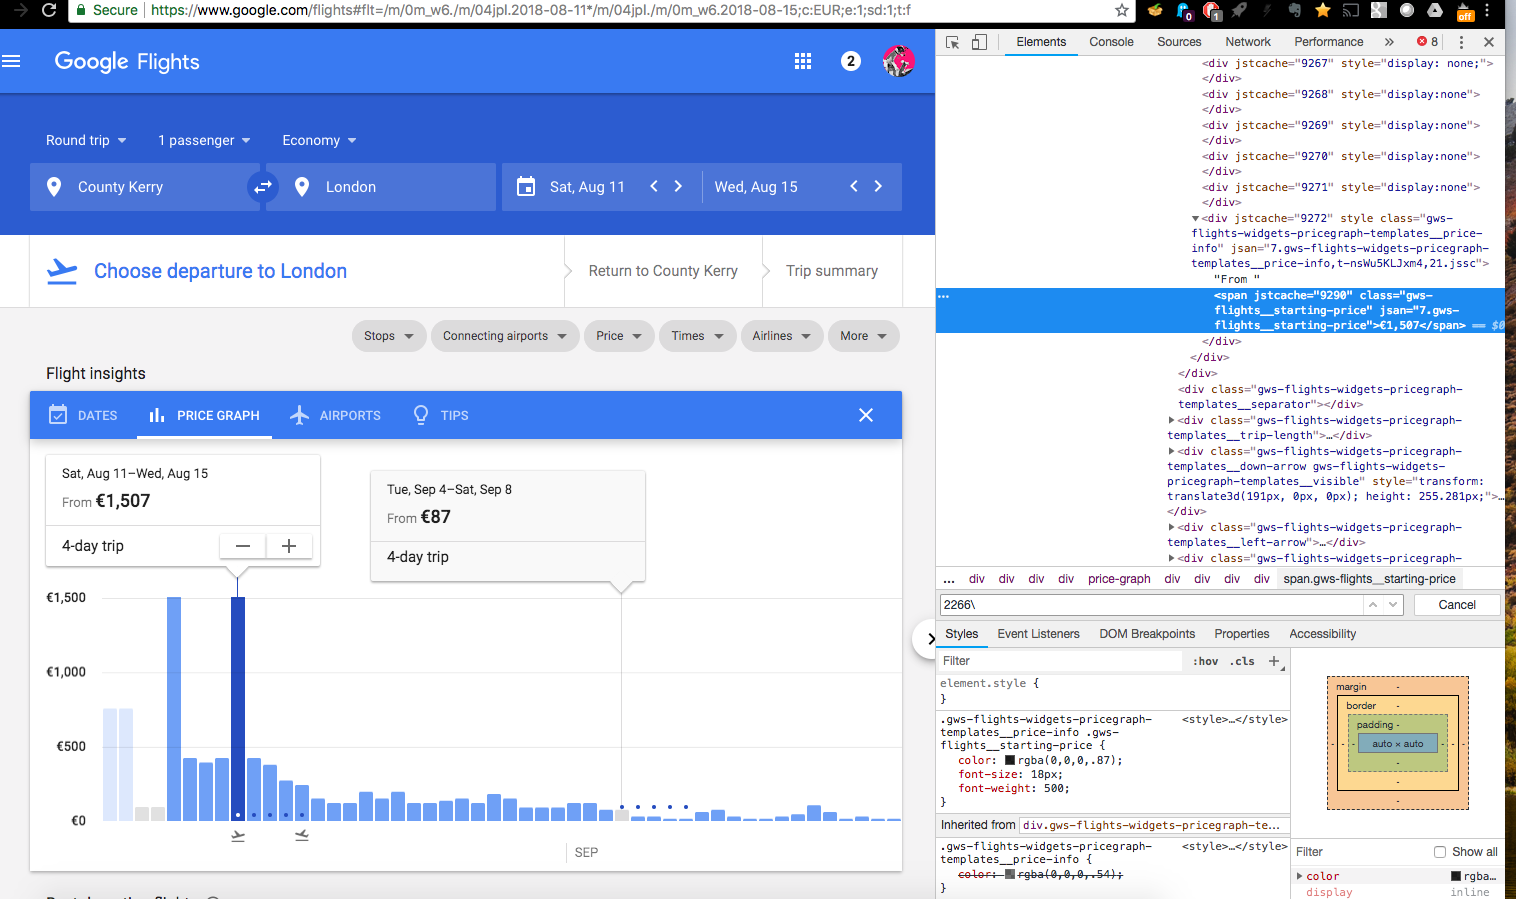 Secure
https://www.google.com/flights#flt=/m/0m_w6./m/04jpl.2018-08-11*/m/04jpl./m/0m_w6.2018-08-15;c:EUR;e:1;sd:1;t:f
0
1
off
Google Flights
2
Round trip
1 passenger
Economy
County Kerry
London
Sat, Aug 11
Wed, Aug 15
Choose departure to London
Return to County Kerry
Trip summary
Stops
Connecting airports
Price
Times
Airlines
More
Flight insights
DATES
PRICE GRAPH
AIRPORTS
TIPS
Sat, Aug 11–Wed, Aug 15
From €1,507
4-day trip
Tue, Sep 4–Sat, Sep 8
From €87
4-day trip
€1,500
€1,000
€500
€0
SEP
Elements
Console
Sources
Network
Performance
»
8
<div jstcache="9267" style="display: none;">
</div>
<div jstcache="9268" style="display:none">
</div>
<div jstcache="9269" style="display:none">
</div>
<div jstcache="9270" style="display:none">
</div>
<div jstcache="9271" style="display:none">
</div>
<div jstcache="9272" style class="gws-
flights-widgets-pricegraph-templates__price-
info" jsan="7.gws-flights-widgets-pricegraph-
templates__price-info,t-nsWu5KLJxm4,21.jssc">
"From "
...
<span jstcache="9290" class="gws-
flights__starting-price" jsan="7.gws-
flights__starting-price">€1,507</span> == $0
</div>
</div>
</div>
<div class="gws-flights-widgets-pricegraph-
templates__separator"></div>
<div class="gws-flights-widgets-pricegraph-
templates__trip-length">…</div>
<div class="gws-flights-widgets-pricegraph-
templates__down-arrow gws-flights-widgets-
pricegraph-templates__visible" style="transform:
translate3d(191px, 0px, 0px); height: 255.281px;">…
</div>
<div class="gws-flights-widgets-pricegraph-
templates__left-arrow">…</div>
<div class="gws-flights-widgets-pricegraph-
... div div div div price-graph div div div div span.gws-flights__starting-price
2266\
Cancel
Styles
Event Listeners
DOM Breakpoints
Properties
Accessibility
Filter
:hov .cls +
element.style {
}
.gws-flights-widgets-pricegraph- <style>…</style>
templates__price-info .gws-
flights__starting-price {
color: rgba(0,0,0,.87);
font-size: 18px;
font-weight: 500;
}
Inherited from div.gws-flights-widgets-pricegraph-te...
.gws-flights-widgets-pricegraph- <style>…</style>
templates__price-info {
color: rgba(0,0,0,.54);
}
margin -
border -
padding -
- - - auto × auto - - -
-
-
-
Filter
Show all
color
rgba...
display
inline